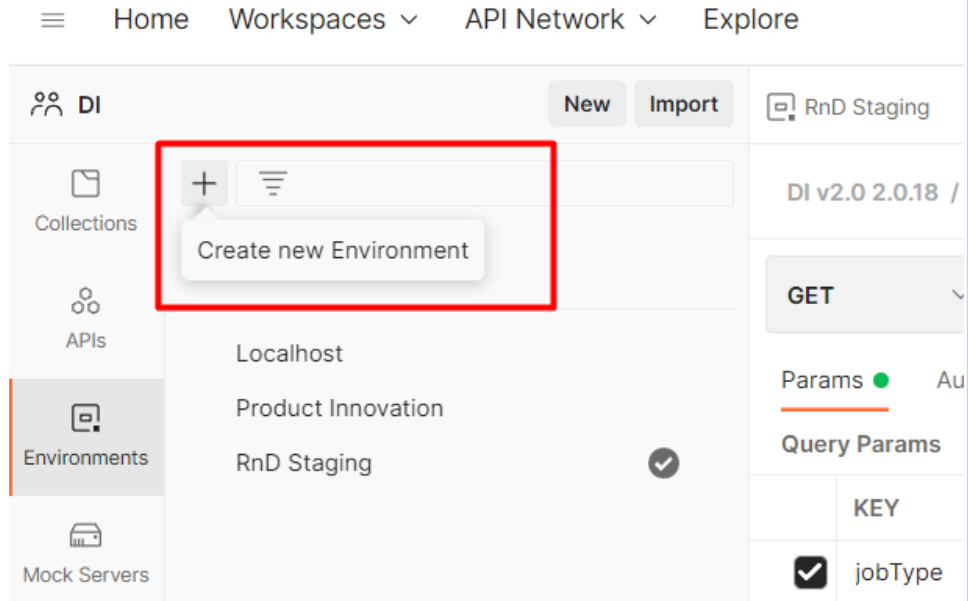 Home Workspaces API Network Explore
DI New Import
RnD Staging
Collections
DI v2.0 2.0.18 /
Create new Environment
APIs
GET
Localhost
Params Au
Product Innovation
Environments
Query Params
RnD Staging
KEY
Mock Servers
jobType